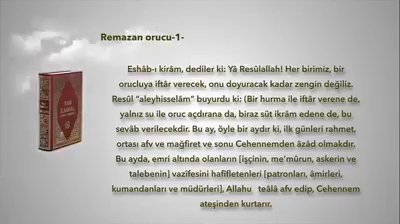 Remazan orucu-1-
Eshâb-ı kirâm, dediler ki: Yâ Resûlallah! Her birimiz, bir
orucluya iftâr verecek, onu doyuracak kadar zengin değiliz.
Resûl “aleyhisselâm” buyurdu ki: (Bir hurma ile iftâr verene de,
yalnız su ile oruc açdırana da, biraz süt ikrâm edene de, bu
sevâb verilecekdir. Bu ay, öyle bir aydır ki, ilk günleri rahmet,
ortası afv ve mağfiret ve sonu Cehennemden âzâd olmakdır.
Bu ayda, emri altında olanların [işçinin, me’mûrun, askerin ve
talebenin] vazîfesini hafîfletenleri [patronları, âmirleri,
kumandanları ve müdürleri], Allahu teâlâ afv edip, Cehennem
ateşinden kurtarır.